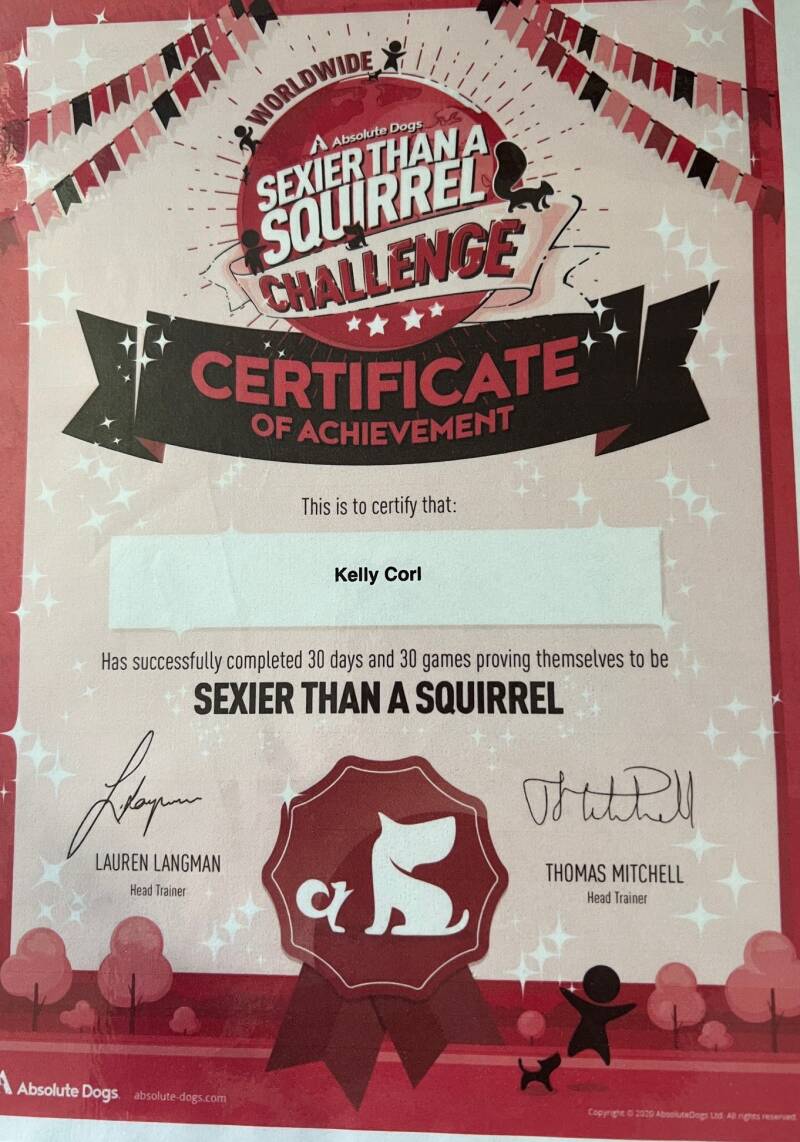 WORLDWIDE
Absolute Dogs
SEXIER THAN A
SQUIRREL
CHALLENGE
CERTIFICATE
OF ACHIEVEMENT
This is to certify that:
Kelly Corl
Has successfully completed 30 days and 30 games proving themselves to be
SEXIER THAN A SQUIRREL
LAUREN LANGMAN
Head Trainer
THOMAS MITCHELL
Head Trainer
a
Absolute Dogs.
absolute-dogs.com
Copyright © 2020 AbsoluteDogs Ltd. All rights reserved.